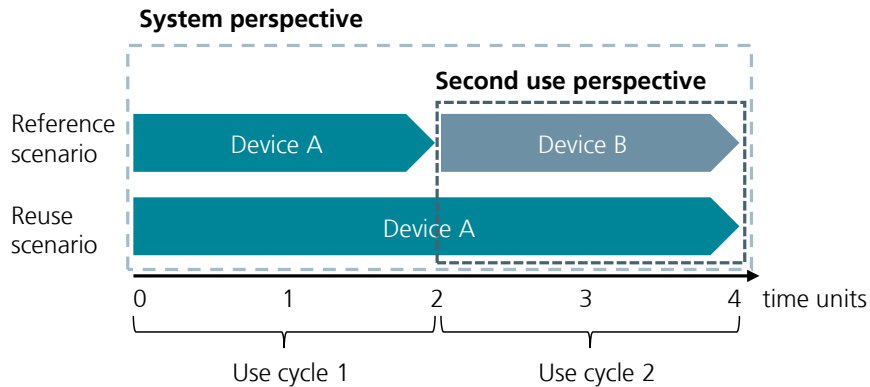 System perspective
Second use perspective
Reference
scenario
Device A
Device B
Reuse
scenario
Device A
0 1 2 3 4 time units
Use cycle 1
Use cycle 2